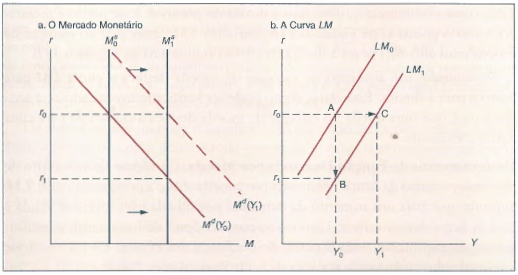 a. O Mercado Monetário
r
M₀ˢ
M₁ˢ
r₀
r₁
Mᵈ(Y₁)
Mᵈ(Y₀)
M
b. A Curva LM
r
LM₀
LM₁
r₀
A
C
r₁
B
Y₀
Y₁
Y